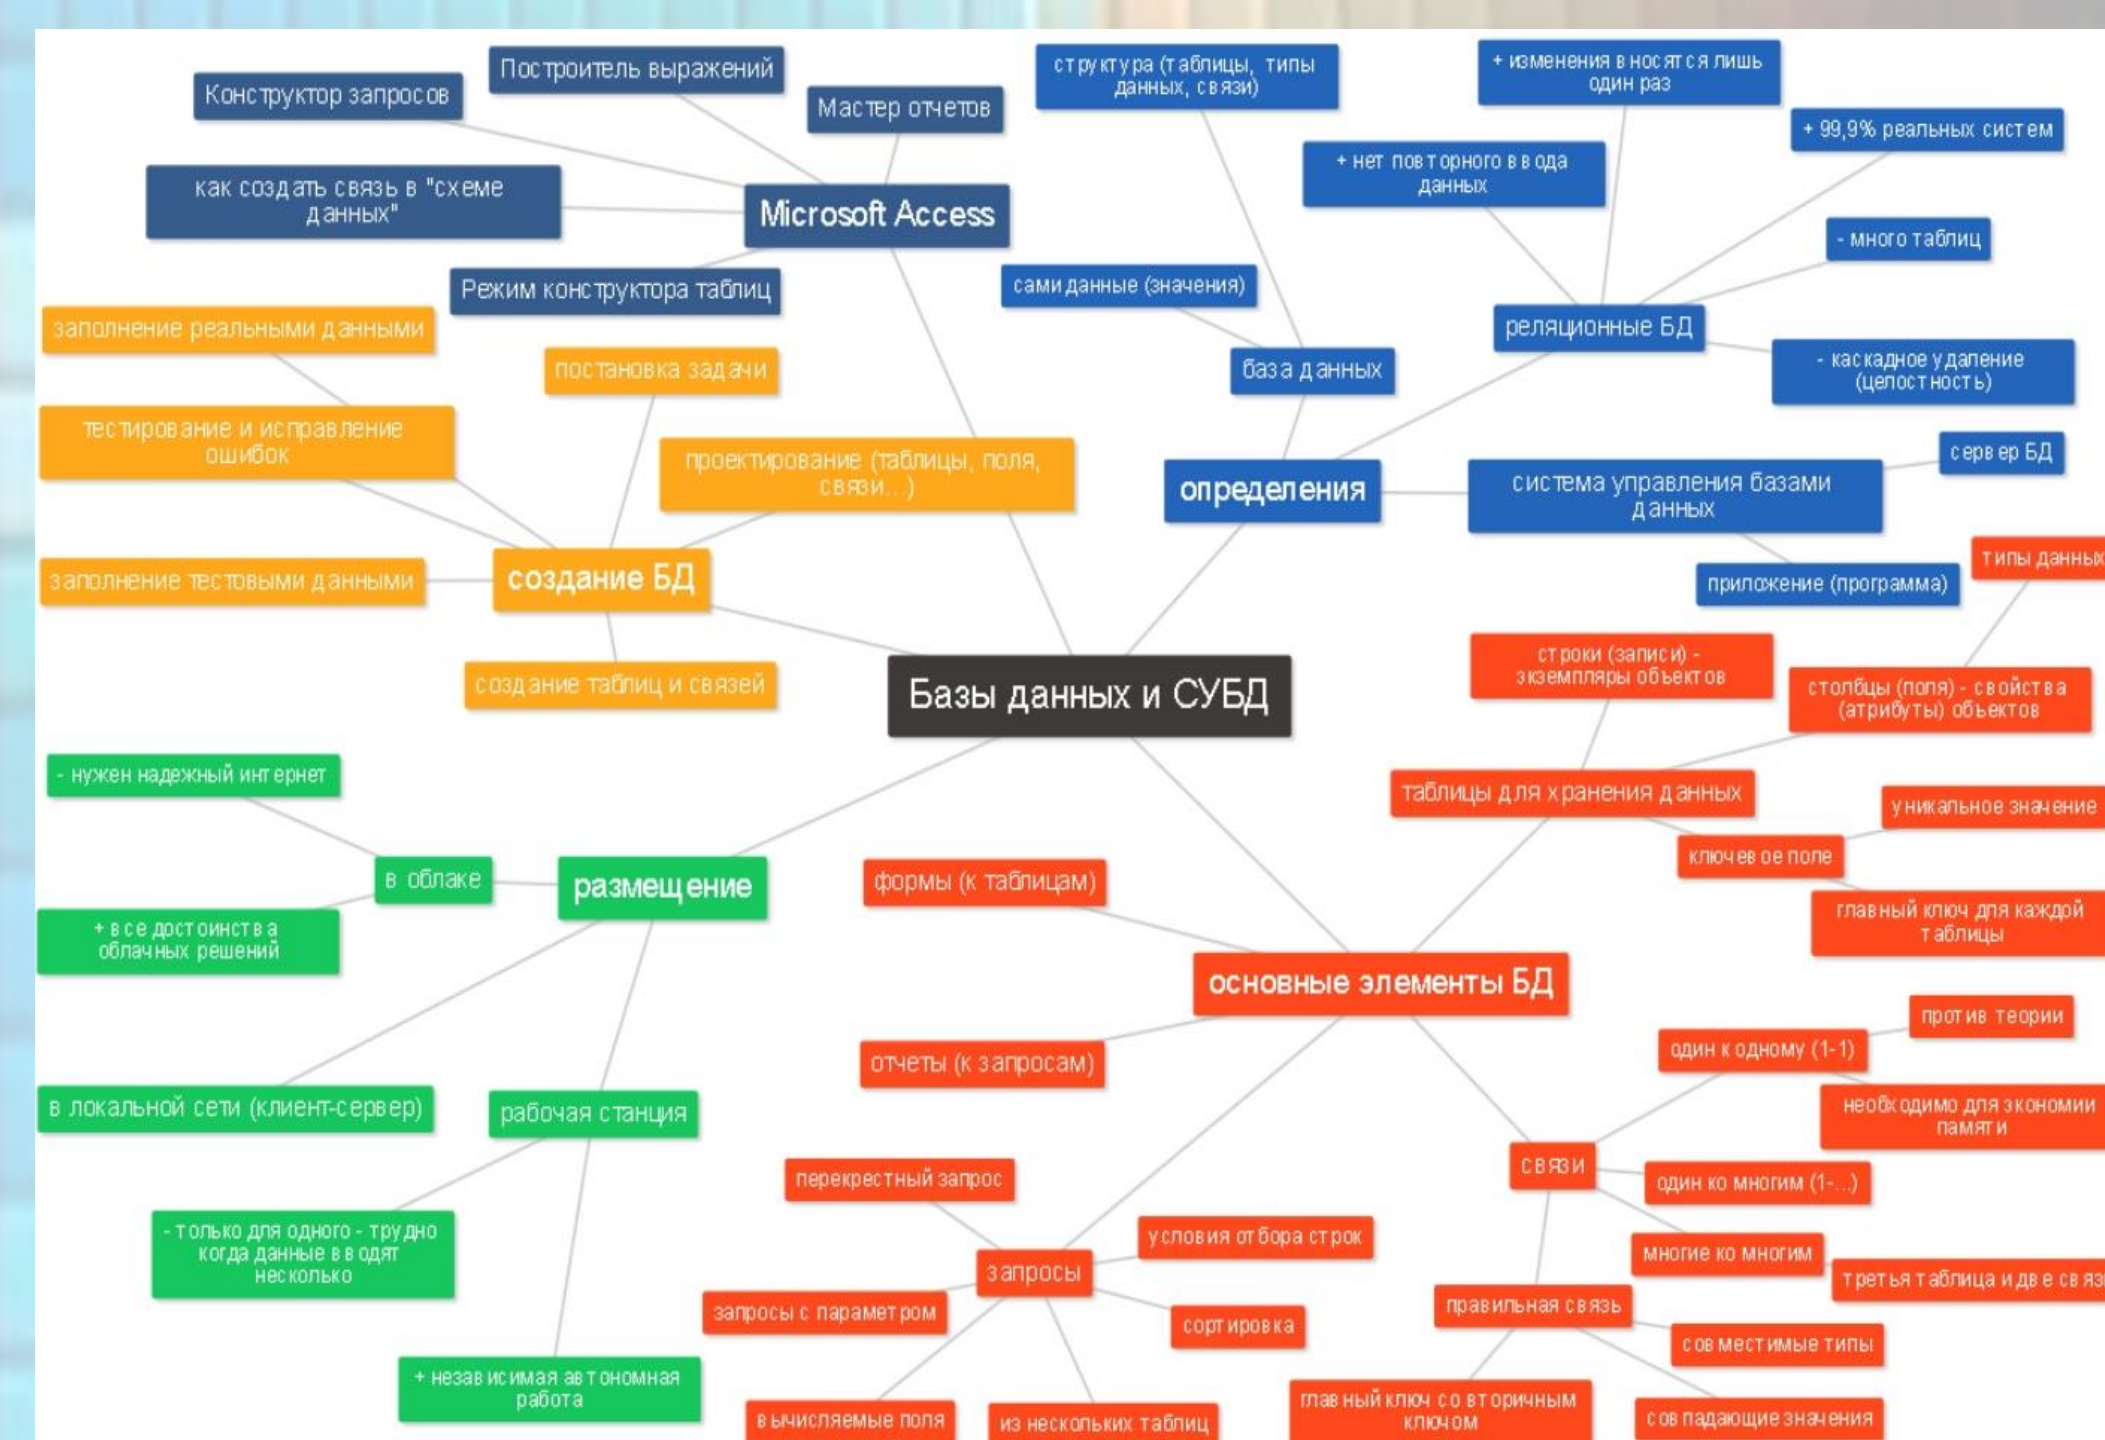 Построитель выражений
Конструктор запросов
Мастер отчетов
как создать связь в "схеме
данных"
Microsoft Access
Режим конструктора таблиц
структура (таблицы, типы
данных, связи)
+ изменения вносятся лишь
один раз
+ 99,9% реальных систем
+ нет повторного ввода
данных
- много таблиц
сами данные (значения)
реляционные БД
база данных
- каскадное удаление
(целостность)
сервер БД
определения
система управления базами
данных
приложение (программа)
заполнение реальными данными
постановка задачи
тестирование и исправление
ошибок
проектирование (таблицы, поля,
связи...)
создание БД
заполнение тестовыми данными
создание таблиц и связей
Базы данных и СУБД
типы данных
строки (записи) -
экземпляры объектов
столбцы (поля) - свойства
(атрибуты) объектов
таблицы для хранения данных
уникальное значение
ключевое поле
главный ключ для каждой
таблицы
- нужен надежный интернет
в облаке
размещение
+ все достоинства
облачных решений
в локальной сети (клиент-сервер)
рабочая станция
- только для одного - трудно
когда данные вводят
несколько
+ независимая автономная
работа
формы (к таблицам)
основные элементы БД
отчеты (к запросам)
против теории
один к одному (1-1)
необходимо для экономии
памяти
связи
один ко многим (1-...)
многие ко многим
третья таблица и две связ
правильная связь
совместимые типы
главный ключ со вторичным
ключом
совпадающие значения
перекрестный запрос
условия отбора строк
запросы
запросы с параметром
сортировка
вычисляемые поля
из нескольких таблиц